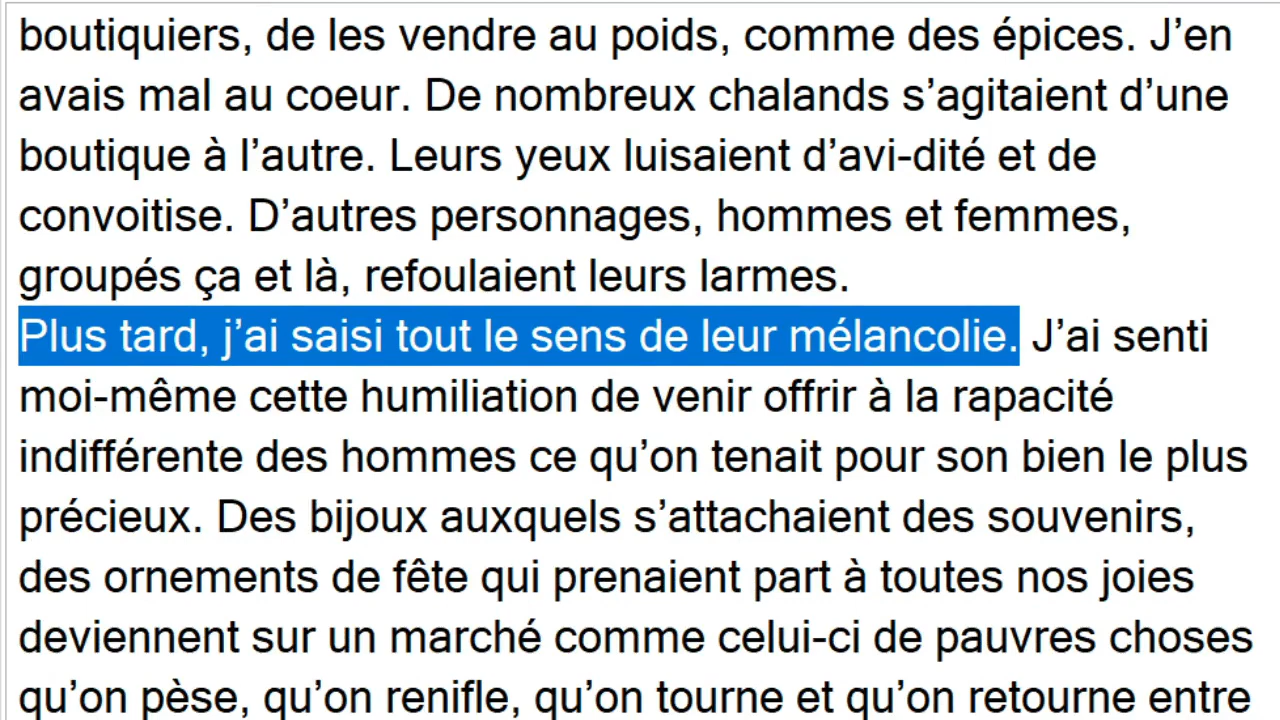 boutiquiers, de les vendre au poids, comme des épices. J’en
avais mal au coeur. De nombreux chalands s’agitaient d’une
boutique à l’autre. Leurs yeux luisaient d’avi-dité et de
convoitise. D’autres personnages, hommes et femmes,
groupés ça et là, refoulaient leurs larmes.
Plus tard, j’ai saisi tout le sens de leur mélancolie. J’ai senti
moi-même cette humiliation de venir offrir à la rapacité
indifférente des hommes ce qu’on tenait pour son bien le plus
précieux. Des bijoux auxquels s’attachaient des souvenirs,
des ornements de fête qui prenaient part à toutes nos joies
deviennent sur un marché comme celui-ci de pauvres choses
qu’on pèse, qu’on renifle, qu’on tourne et qu’on retourne entre